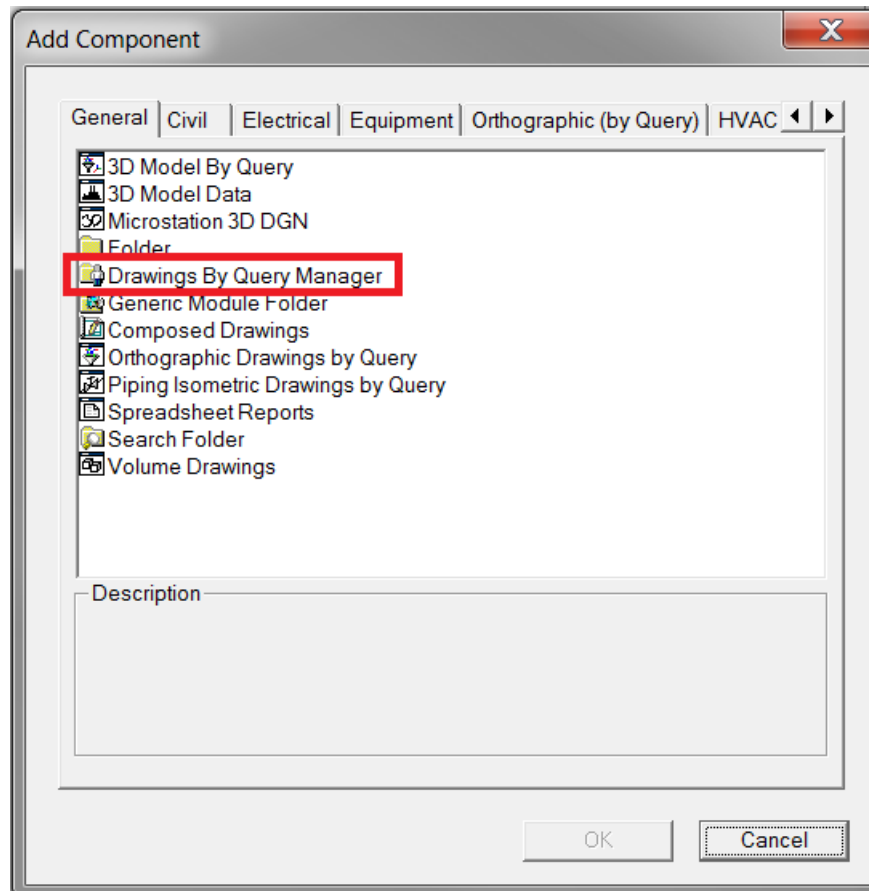 Add Component
General Civil Electrical Equipment Orthographic (by Query) HVAC
3D Model By Query
3D Model Data
Microstation 3D DGN
Folder
Drawings By Query Manager
Generic Module Folder
Composed Drawings
Orthographic Drawings by Query
Piping Isometric Drawings by Query
Spreadsheet Reports
Search Folder
Volume Drawings
Description
OK Cancel